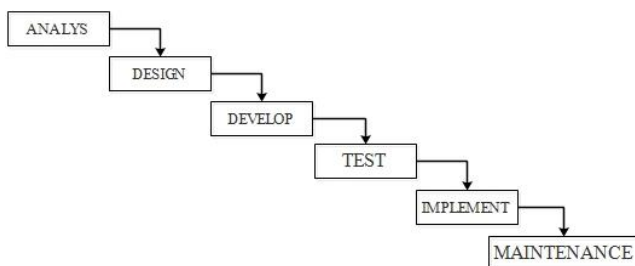 ANALYS
DESIGN
DEVELOP
TEST
IMPLEMENT
MAINTENANCE